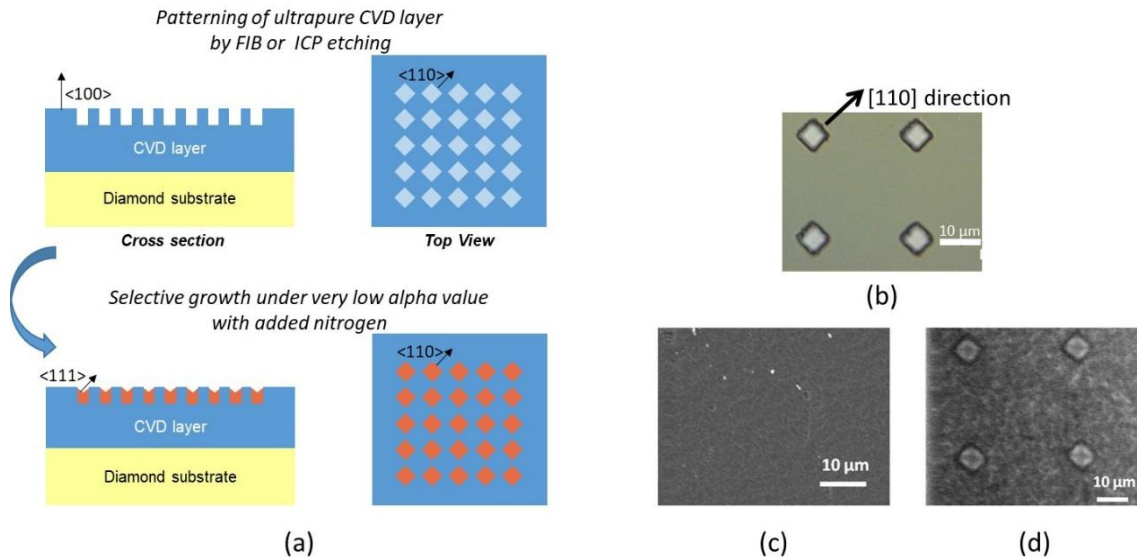 Patterning of ultrapure CVD layer
by FIB or ICP etching
<100>
CVD layer
Diamond substrate
Cross section
<110>
Top View
Selective growth under very low alpha value
with added nitrogen
<111>
CVD layer
Diamond substrate
<110>
(a)
[110] direction
10 µm
(b)
10 µm
(c)
10 µm
(d)